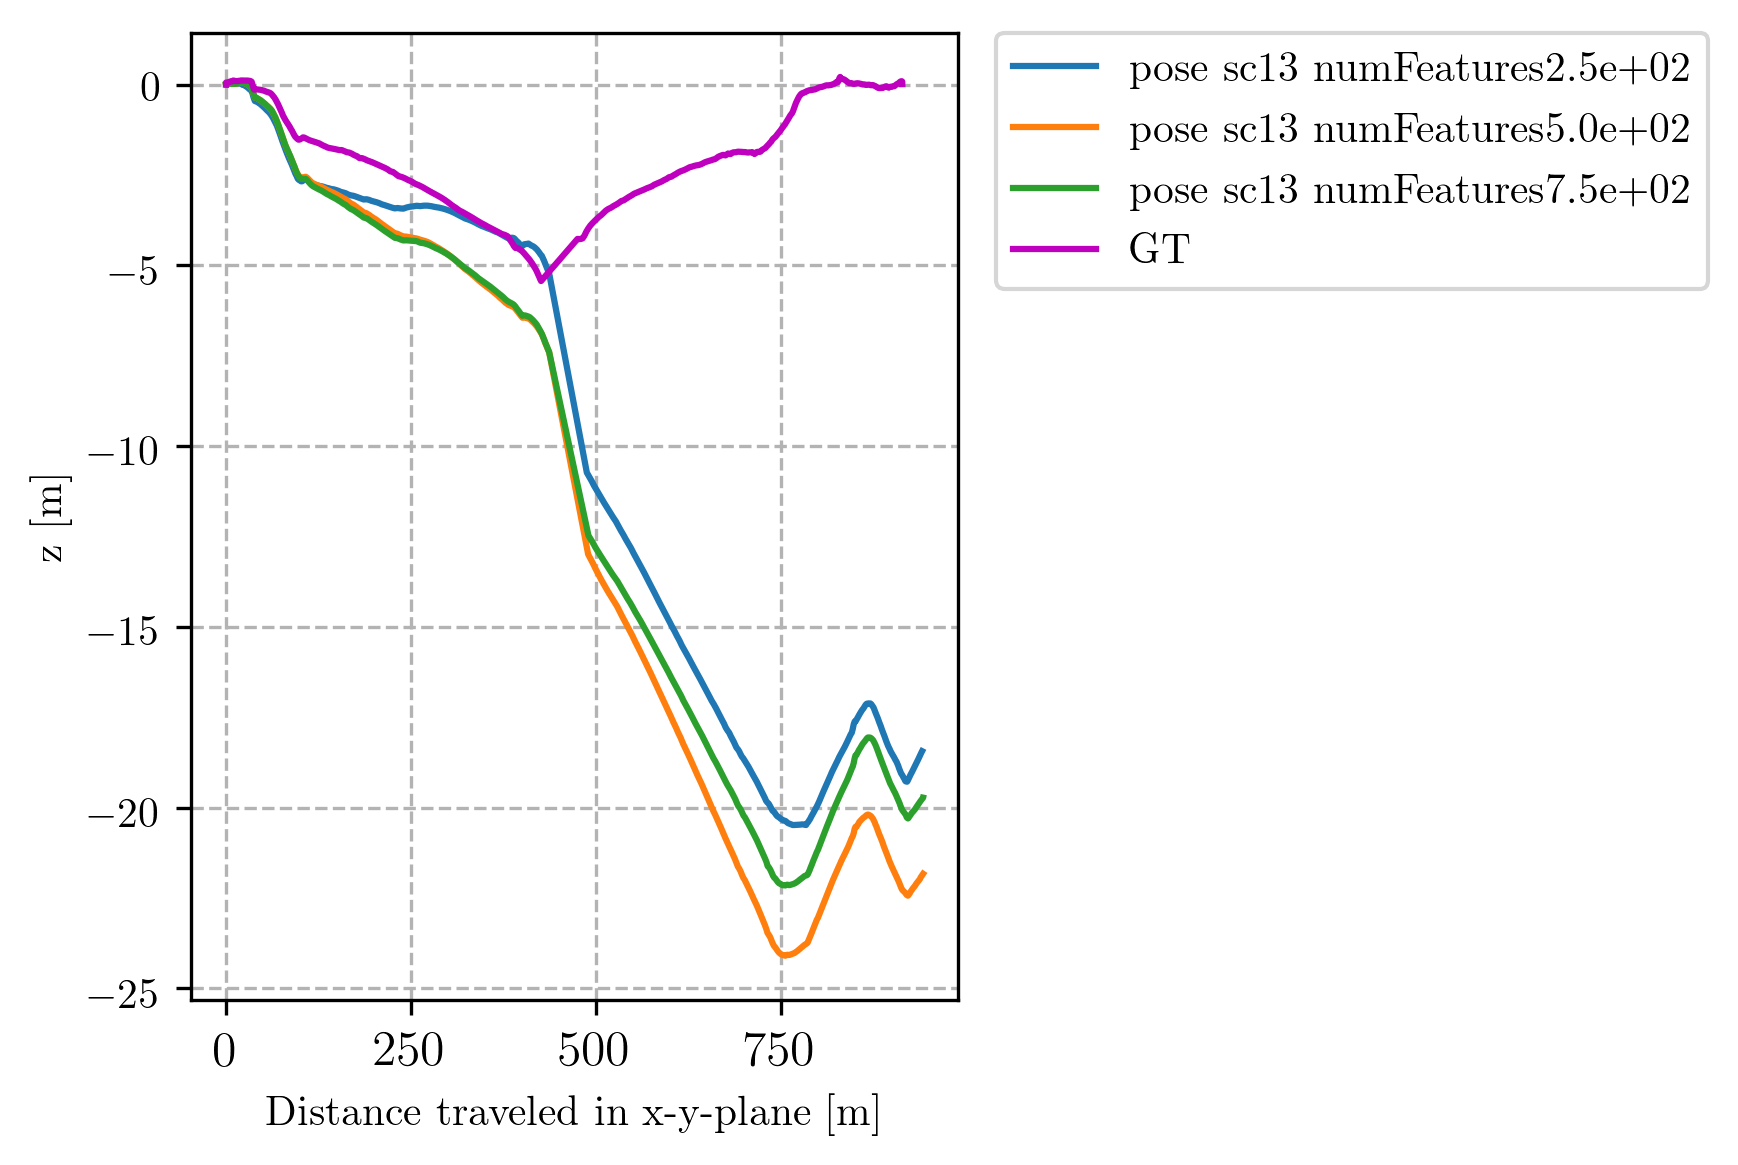 0
−5
−10
−15
−20
−25
z [m]
0 250 500 750
Distance traveled in x-y-plane [m]
pose sc13 numFeatures2.5e+02
pose sc13 numFeatures5.0e+02
pose sc13 numFeatures7.5e+02
GT